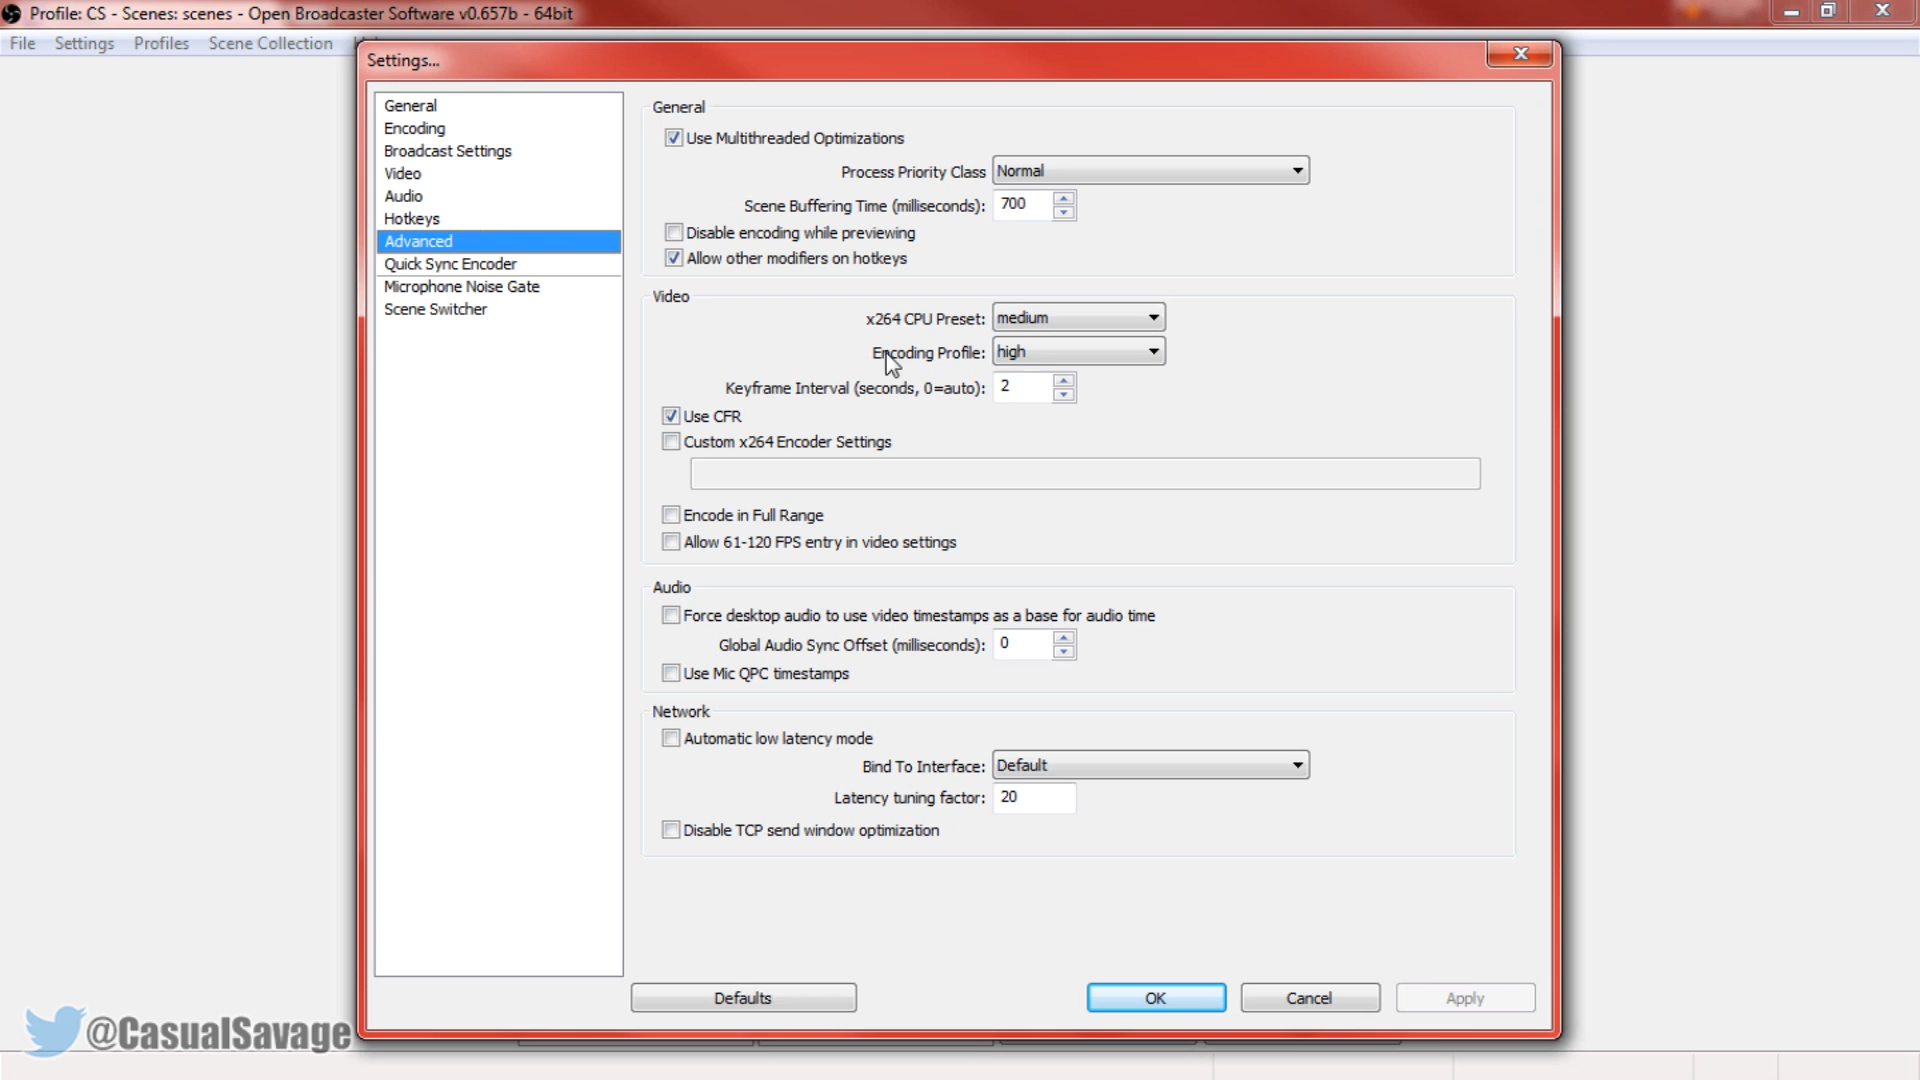 Profile: CS - Scenes: scenes - Open Broadcaster Software v0.657b - 64bit
File Settings Profiles Scene Collection
Settings...
General
Encoding
Broadcast Settings
Video
Audio
Hotkeys
Advanced
Quick Sync Encoder
Microphone Noise Gate
Scene Switcher
General
Use Multithreaded Optimizations
Process Priority Class Normal
Scene Buffering Time (milliseconds): 700
Disable encoding while previewing
Allow other modifiers on hotkeys
Video
x264 CPU Preset: medium
Encoding Profile: high
Keyframe Interval (seconds, 0=auto): 2
Use CFR
Custom x264 Encoder Settings
Encode in Full Range
Allow 61-120 FPS entry in video settings
Audio
Force desktop audio to use video timestamps as a base for audio time
Global Audio Sync Offset (milliseconds): 0
Use Mic QPC timestamps
Network
Automatic low latency mode
Bind To Interface: Default
Latency tuning factor: 20
Disable TCP send window optimization
Defaults OK Cancel Apply
@CasualSavage